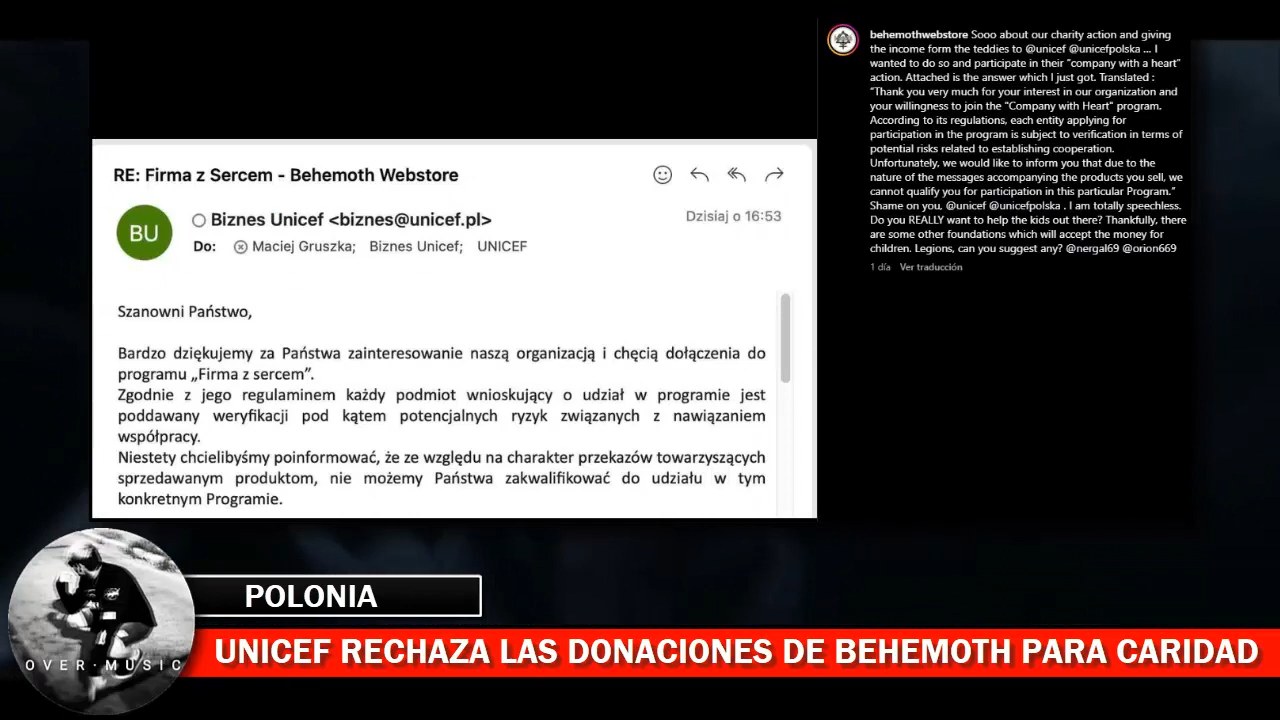 RE: Firma z Sercem - Behemoth Webstore
BU
Biznes Unicef <biznes@unicef.pl>
Dzisiaj o 16:53
Do: Maciej Gruszka; Biznes Unicef; UNICEF
Szanowni Państwo,
Bardzo dziękujemy za Państwa zainteresowanie naszą organizacją i chęcią dołączenia do
programu „Firma z sercem”.
Zgodnie z jego regulaminem każdy podmiot wnioskujący o udział w programie jest
poddawany weryfikacji pod kątem potencjalnych ryzyk związanych z nawiązaniem
współpracy.
Niestety chcielibyśmy poinformować, że ze względu na charakter przekazów towarzyszących
sprzedawanym produktom, nie możemy Państwa zakwalifikować do udziału w tym
konkretnym Programie.
behemothwebstore Sooo about our charity action and giving
the income form the teddies to @unicef @unicefpolska ... I
wanted to do so and participate in their “company with a heart”
action. Attached is the answer which I just got. Translated :
“Thank you very much for your interest in our organization and
your willingness to join the "Company with Heart" program.
According to its regulations, each entity applying for
participation in the program is subject to verification in terms of
potential risks related to establishing cooperation.
Unfortunately, we would like to inform you that due to the
nature of the messages accompanying the products you sell, we
cannot qualify you for participation in this particular Program.”
Shame on you, @unicef @unicefpolska . I am totally speechless.
Do you REALLY want to help the kids out there? Thankfully, there
are some other foundations which will accept the money for
children. Legions, can you suggest any? @nergal69 @orion669
1 día Ver traducción
POLONIA
UNICEF RECHAZA LAS DONACIONES DE BEHEMOTH PARA CARIDAD
OVER·MUSIC